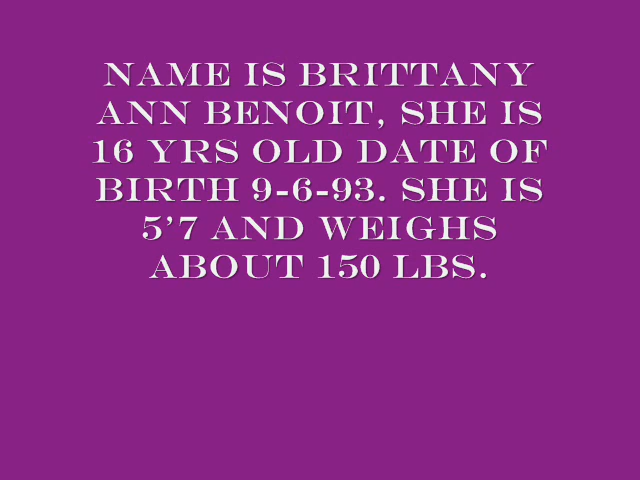 NAME IS BRITTANY
ANN BENOIT, SHE IS
16 YRS OLD DATE OF
BIRTH 9-6-93. SHE IS
5'7 AND WEIGHS
ABOUT 150 LBS.